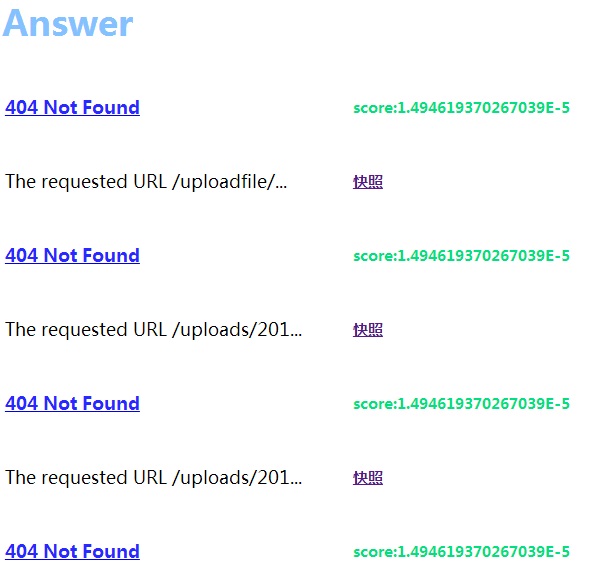 Answer
404 Not Found score:1.494619370267039E-5
The requested URL /uploadfile/... 快照
404 Not Found score:1.494619370267039E-5
The requested URL /uploads/201... 快照
404 Not Found score:1.494619370267039E-5
The requested URL /uploads/201... 快照
404 Not Found score:1.494619370267039E-5